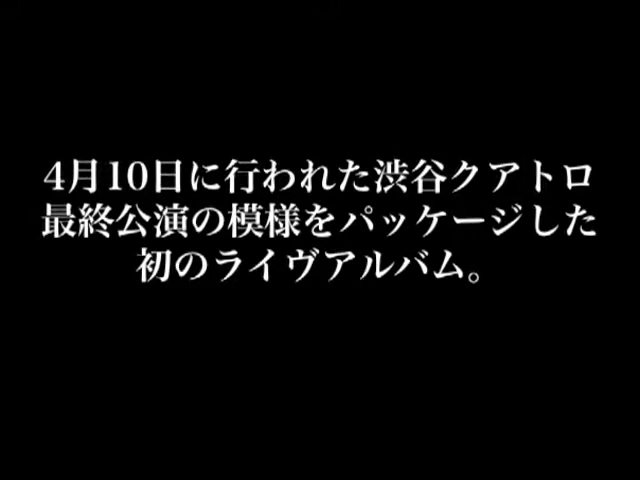 4月10日に行われた渋谷クアトロ
最終公演の模様をパッケージした
初のライヴアルバム。